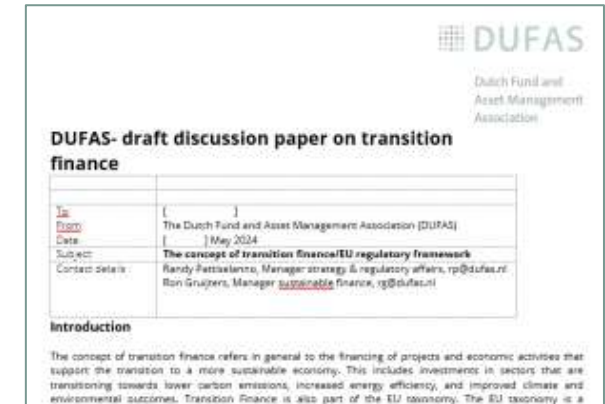 DUFAS
Dutch Fund and
Asset Management
Association
DUFAS- draft discussion paper on transition
finance
To: [ ]
From: The Dutch Fund and Asset Management Association (DUFAS)
Date: [ ] May 2024
Subject: The concept of transition finance/EU regulatory framework
Contact details Randy Pattiselanno, Manager strategy & regulatory affairs, rp@dufas.nl
Ron Gruijters, Manager sustainable finance, rg@dufas.nl
Introduction
The concept of transition finance refers in general to the financing of projects and economic activities that
support the transition to a more sustainable economy. This includes investments in sectors that are
transitioning towards lower carbon emissions, increased energy efficiency, and improved climate and
environmental outcomes. Transition Finance is also part of the EU taxonomy. The EU taxonomy is a